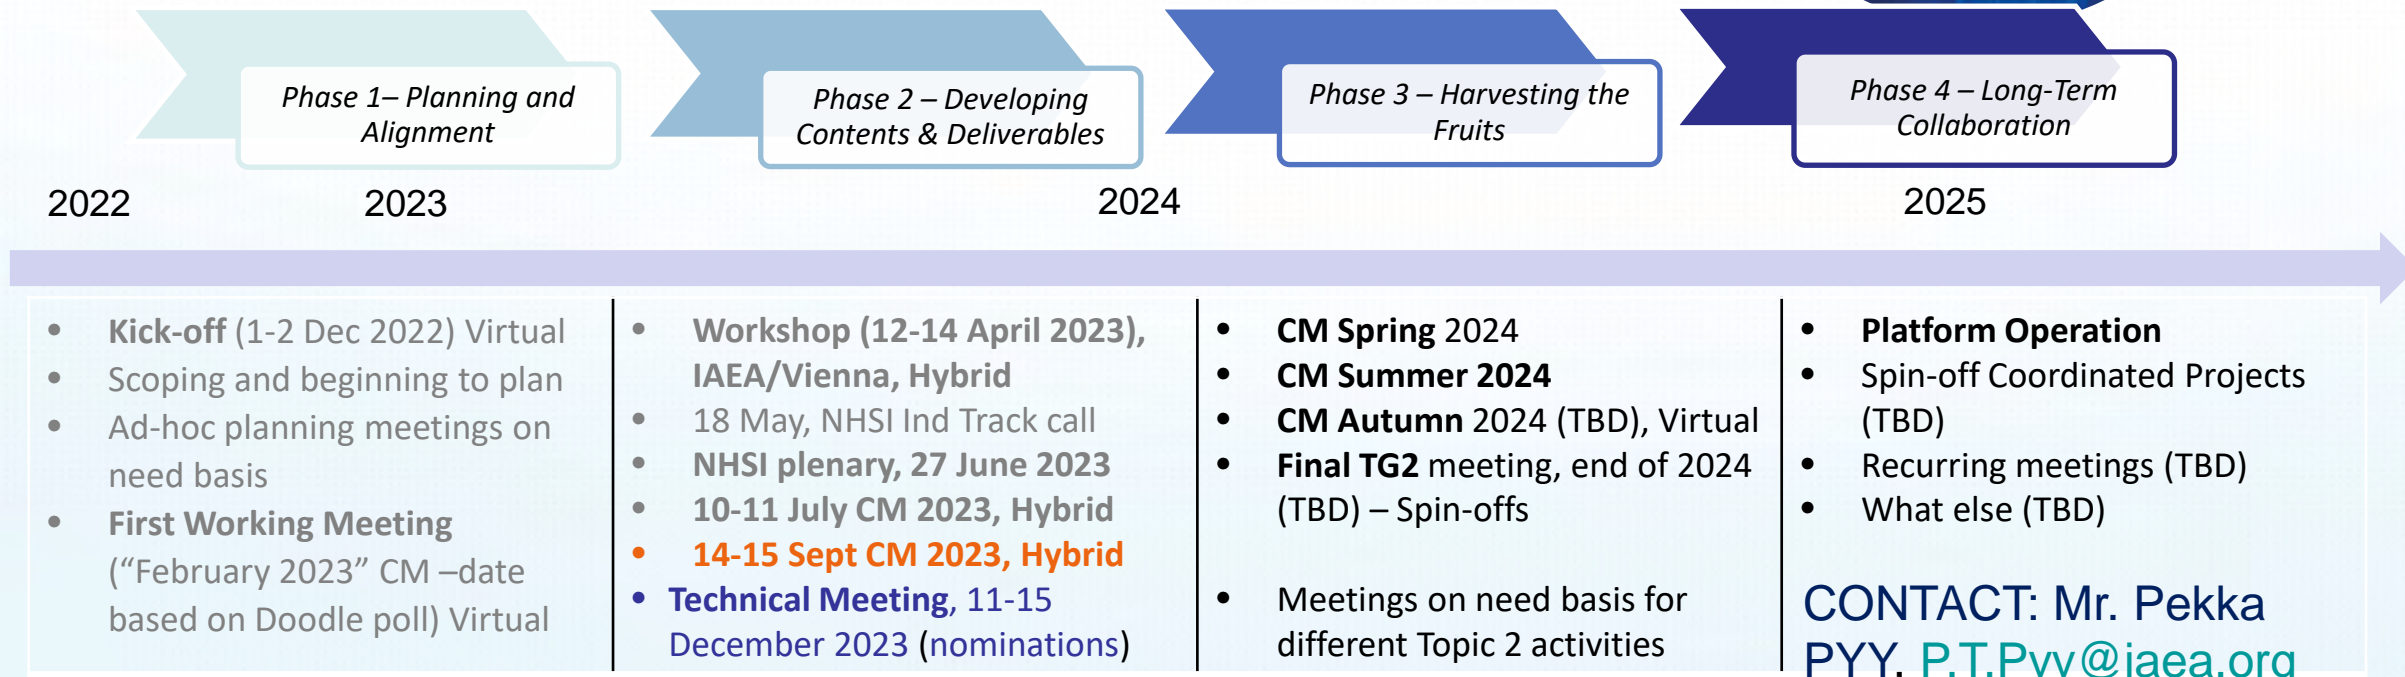 Phase 1– Planning and
Alignment
Phase 2 – Developing
Contents & Deliverables
Phase 3 – Harvesting the
Fruits
Phase 4 – Long-Term
Collaboration
2022
2023
2024
2025
• Kick-off (1-2 Dec 2022) Virtual
• Scoping and beginning to plan
• Ad-hoc planning meetings on
need basis
• First Working Meeting
(“February 2023” CM –date
based on Doodle poll) Virtual
• Workshop (12-14 April 2023),
IAEA/Vienna, Hybrid
• 18 May, NHSI Ind Track call
• NHSI plenary, 27 June 2023
• 10-11 July CM 2023, Hybrid
• 14-15 Sept CM 2023, Hybrid
• Technical Meeting, 11-15
December 2023 (nominations)
• CM Spring 2024
• CM Summer 2024
• CM Autumn 2024 (TBD), Virtual
• Final TG2 meeting, end of 2024
(TBD) – Spin-offs
• Meetings on need basis for
different Topic 2 activities
• Platform Operation
• Spin-off Coordinated Projects
(TBD)
• Recurring meetings (TBD)
• What else (TBD)
CONTACT: Mr. Pekka
PYY, P.T.Pyy@iaea.org